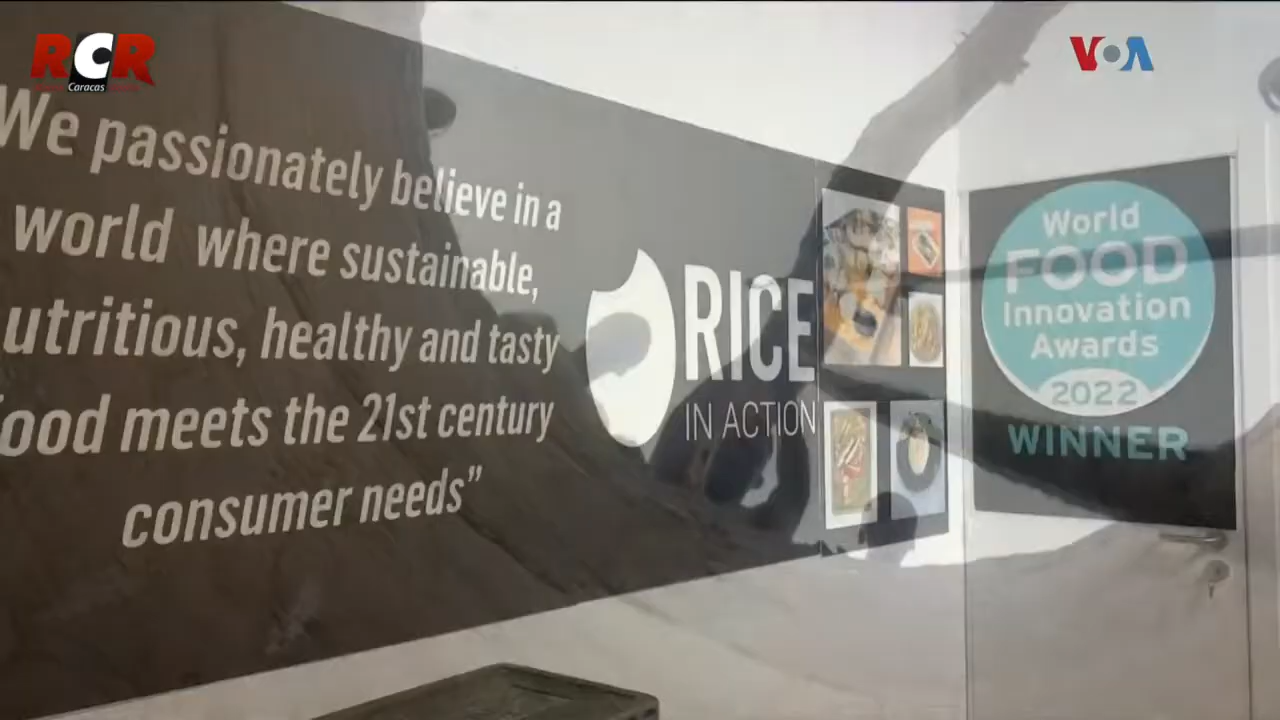 RCR
Caracas
VOA
We passionately believe in a
world where sustainable,
utritious, healthy and tasty
ood meets the 21st century
consumer needs”
RICE
IN ACTION
World
FOOD
Innovation
Awards
2022
WINNER